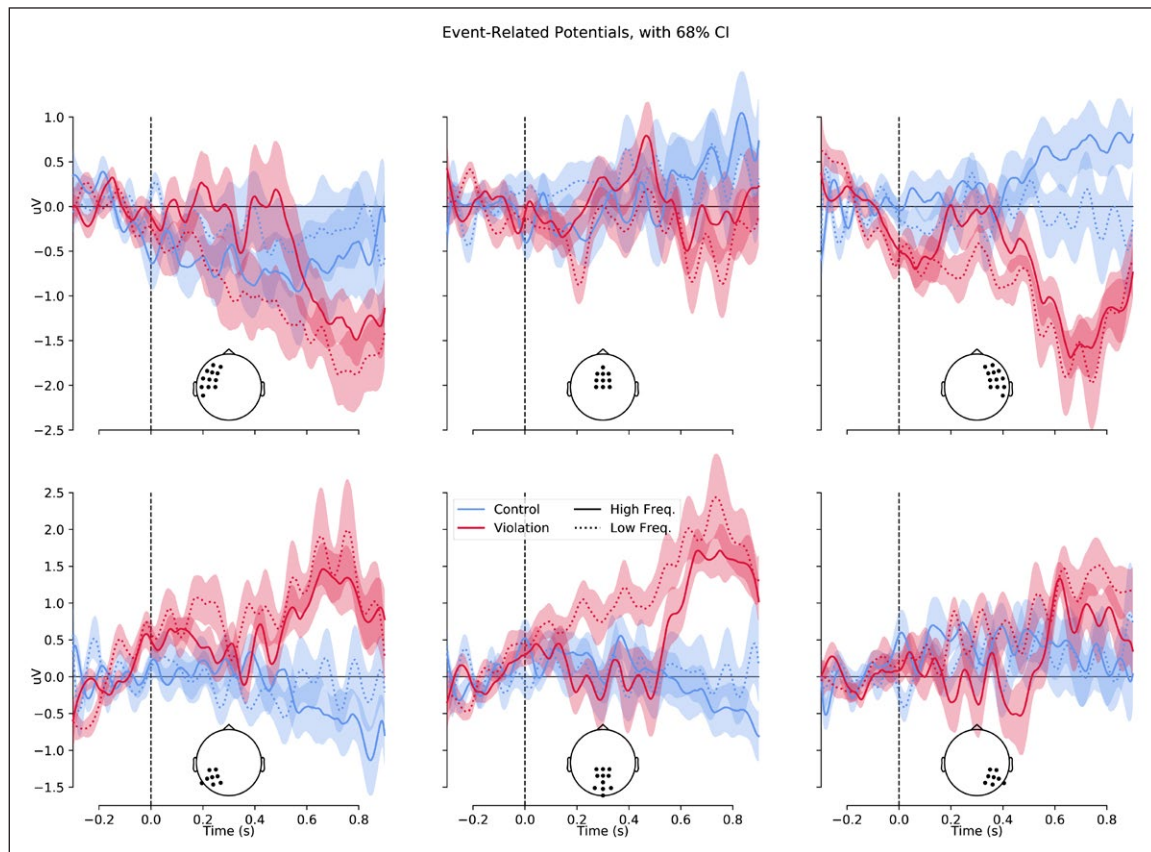 Event-Related Potentials, with 68% CI
1.0
0.5
0.0
−0.5
−1.0
−1.5
−2.0
−2.5
uV
2.5
2.0
1.5
1.0
0.5
0.0
−0.5
−1.0
−1.5
uV
Control
Violation
High Freq.
Low Freq.
−0.2 0.0 0.2 0.4 0.6 0.8
Time (s)
−0.2 0.0 0.2 0.4 0.6 0.8
Time (s)
−0.2 0.0 0.2 0.4 0.6 0.8
Time (s)